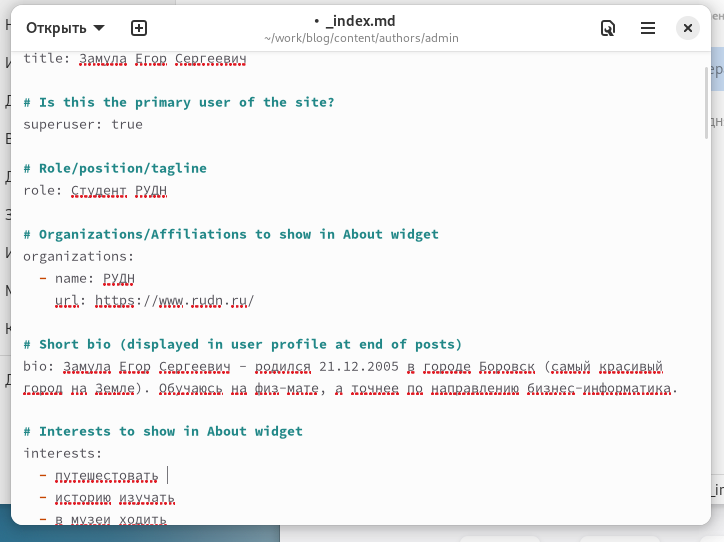 Открыть
• _index.md
~/work/blog/content/authors/admin
title: Замула Егор Сергеевич
# Is this the primary user of the site?
superuser: true
# Role/position/tagline
role: Студент РУДН
# Organizations/Affiliations to show in About widget
organizations:
- name: РУДН
url: https://www.rudn.ru/
# Short bio (displayed in user profile at end of posts)
bio: Замула Егор Сергеевич - родился 21.12.2005 в городе Боровск (самый красивый
город на Земле). Обучаюсь на физ-мате, а точнее по направлению бизнес-информатика.
# Interests to show in About widget
interests:
- путешестовать
- историю изучать
- в музеи ходить